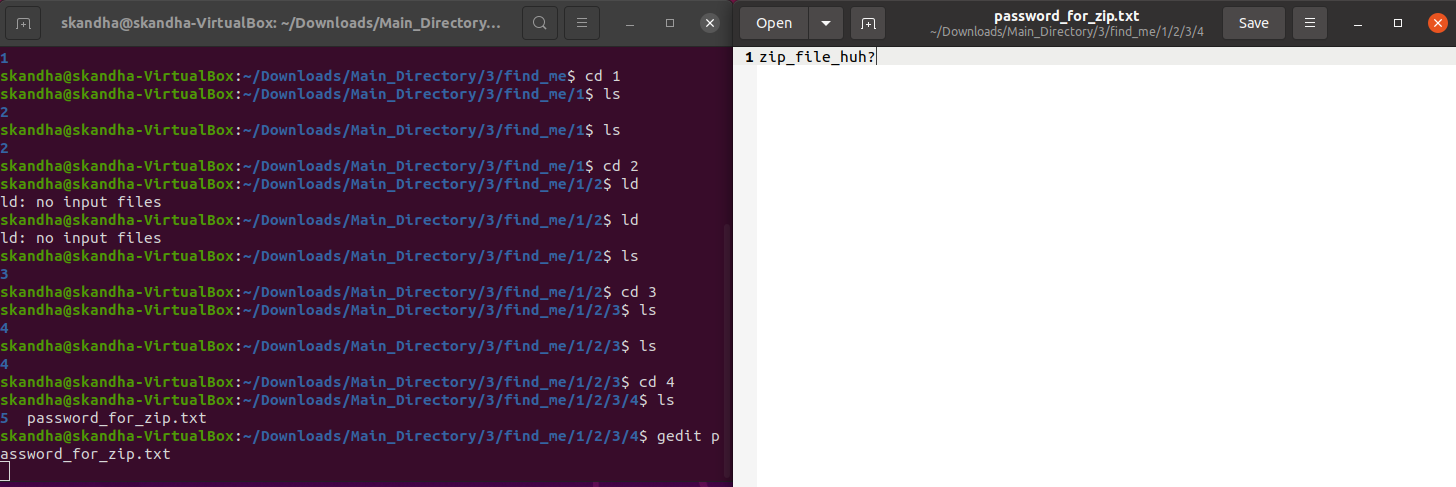 skandha@skandha-VirtualBox: ~/Downloads/Main_Directory...
1
skandha@skandha-VirtualBox:~/Downloads/Main_Directory/3/find_me$ cd 1
skandha@skandha-VirtualBox:~/Downloads/Main_Directory/3/find_me/1$ ls
2
skandha@skandha-VirtualBox:~/Downloads/Main_Directory/3/find_me/1$ ls
2
skandha@skandha-VirtualBox:~/Downloads/Main_Directory/3/find_me/1$ cd 2
skandha@skandha-VirtualBox:~/Downloads/Main_Directory/3/find_me/1/2$ ld
ld: no input files
skandha@skandha-VirtualBox:~/Downloads/Main_Directory/3/find_me/1/2$ ld
ld: no input files
skandha@skandha-VirtualBox:~/Downloads/Main_Directory/3/find_me/1/2$ ls
3
skandha@skandha-VirtualBox:~/Downloads/Main_Directory/3/find_me/1/2$ cd 3
skandha@skandha-VirtualBox:~/Downloads/Main_Directory/3/find_me/1/2/3$ ls
4
skandha@skandha-VirtualBox:~/Downloads/Main_Directory/3/find_me/1/2/3$ ls
4
skandha@skandha-VirtualBox:~/Downloads/Main_Directory/3/find_me/1/2/3$ cd 4
skandha@skandha-VirtualBox:~/Downloads/Main_Directory/3/find_me/1/2/3/4$ ls
5  password_for_zip.txt
skandha@skandha-VirtualBox:~/Downloads/Main_Directory/3/find_me/1/2/3/4$ gedit p
assword_for_zip.txt
Open
password_for_zip.txt
~/Downloads/Main_Directory/3/find_me/1/2/3/4
Save
1 zip_file_huh?